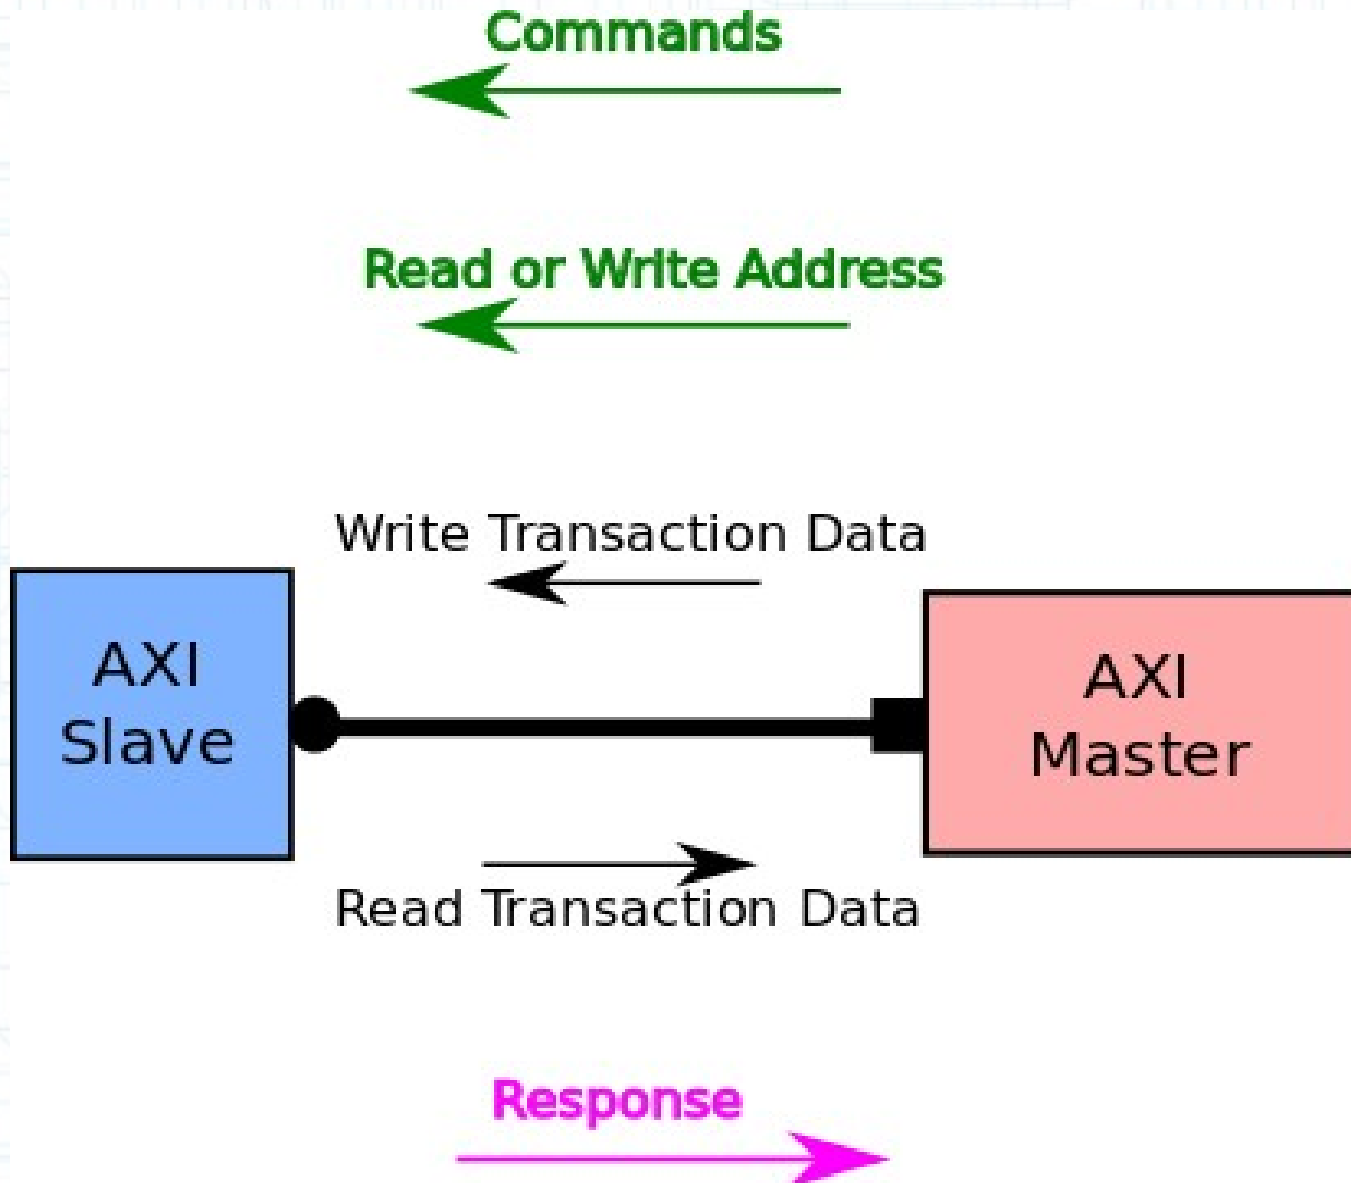 Commands
Read or Write Address
Write Transaction Data
AXI
Slave
AXI
Master
Read Transaction Data
Response